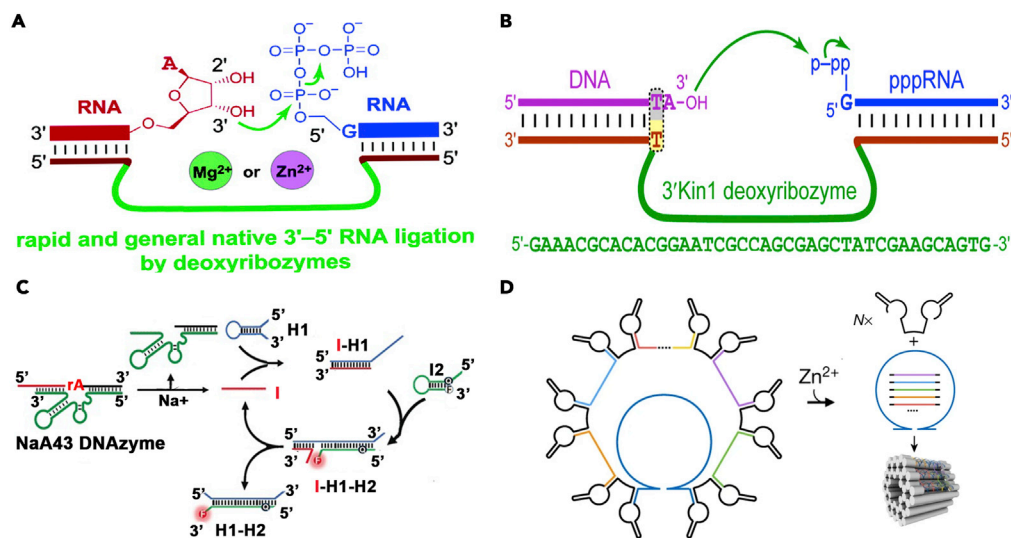 A
A
2'
OH
OH
3'
RNA
O
O=P–O–P=O
O⁻
O⁻
O
OH
O=P–O⁻
O
5'
G
RNA
3'
5'
3'
5'
Mg²⁺ or Zn²⁺
rapid and general native 3'–5' RNA ligation
by deoxyribozymes
B
DNA
3'
TA–OH
p–pp
pppRNA
5'
5'G
3'
3'
T
5'
3'Kin1 deoxyribozyme
5'-GAAACGCACACGGAATCGCCAGCGAGCTATCGAAGCAGTG-3'
C
5'
H1
3'
I-H1
5'
3'
I2
5'
F
3'
5'
rA
3'
3'
5'
Na+
I
NaA43 DNAzyme
5'
3'
F
5'
I-H1-H2
5'
3'
F
5'
3'
H1-H2
D
N×
+
Zn²⁺
....
....